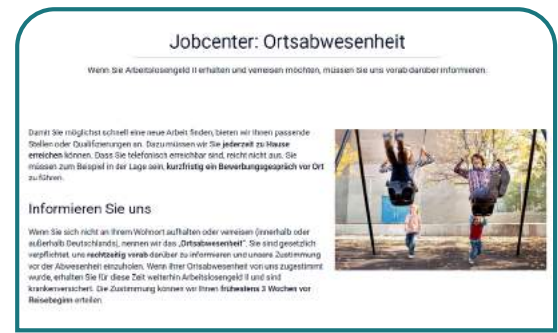 Jobcenter: Ortsabwesenheit
Wenn Sie Arbeitslosengeld II erhalten und verreisen möchten, müssen Sie uns vorab darüber informieren.
Damit Sie möglichst schnell eine neue Arbeit finden, bieten wir Ihnen passende
Stellen oder Qualifizierungen an. Dazu müssen wir Sie jederzeit zu Hause
erreichen können. Dass Sie telefonisch erreichbar sind, reicht nicht aus. Sie
müssen zum Beispiel in der Lage sein, kurzfristig ein Bewerbungsgespräch vor Ort
zu führen.
Informieren Sie uns
Wenn Sie sich nicht an Ihrem Wohnort aufhalten oder verreisen (innerhalb oder
außerhalb Deutschlands), nennen wir das „Ortsabwesenheit“. Sie sind gesetzlich
verpflichtet, uns rechtzeitig vorab darüber zu informieren und unsere Zustimmung
vor der Abwesenheit einzuholen. Wenn Ihrer Ortsabwesenheit von uns zugestimmt
wurde, erhalten Sie für diese Zeit weiterhin Arbeitslosengeld II und sind
krankenversichert. Die Zustimmung können wir Ihnen frühestens 3 Wochen vor
Reisebeginn erteilen.